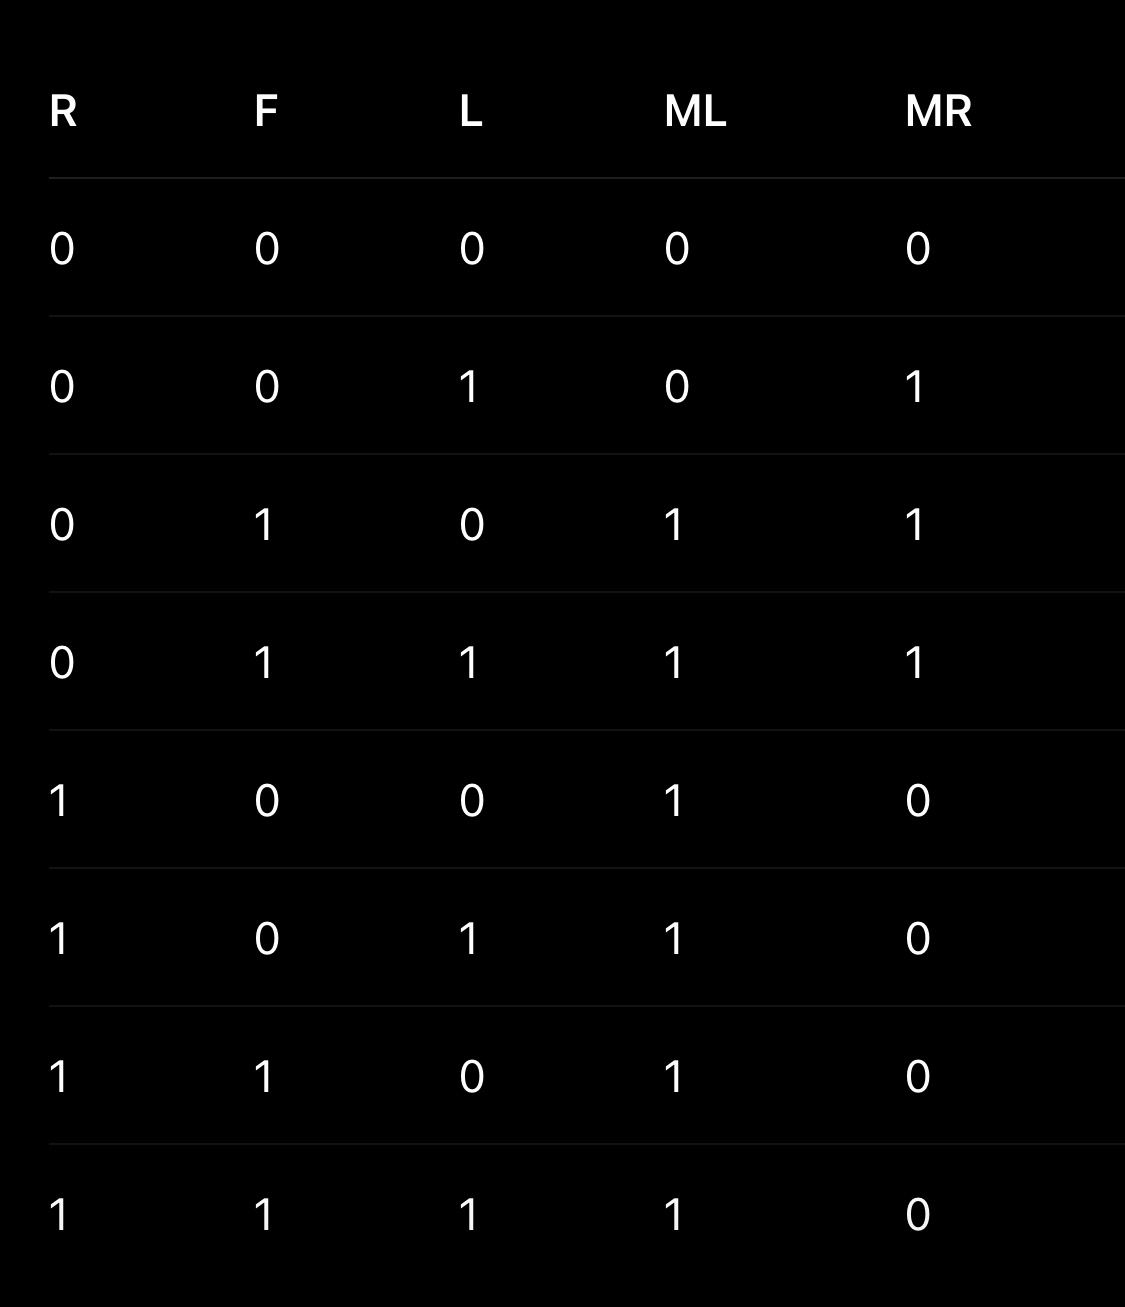 R F L ML MR
0 0 0 0 0
0 0 1 0 1
0 1 0 1 1
0 1 1 1 1
1 0 0 1 0
1 0 1 1 0
1 1 0 1 0
1 1 1 1 0